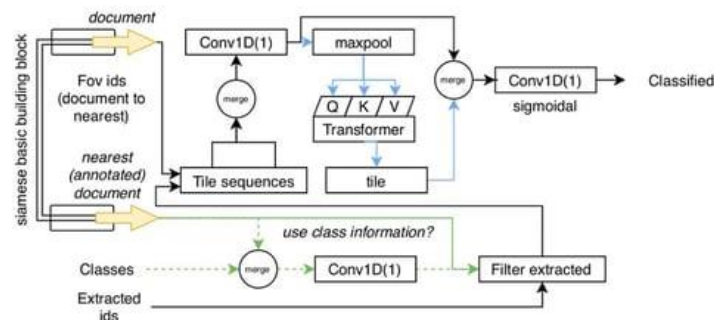 document
Conv1D(1)
maxpool
siamese basic building block
Fov ids
(document to
nearest)
merge
Q K V
Transformer
merge
Conv1D(1)
sigmoidal
Classified
nearest
(annotated)
document
Tile sequences
tile
use class information?
Classes
merge
Conv1D(1)
Filter extracted
Extracted
ids